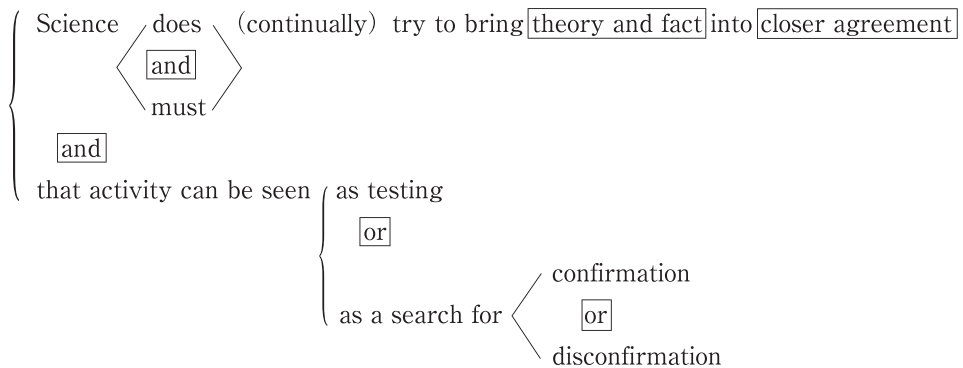 Science does (continually) try to bring theory and fact into closer agreement
and
must
and
that activity can be seen as testing
or
confirmation
as a search for or
disconfirmation